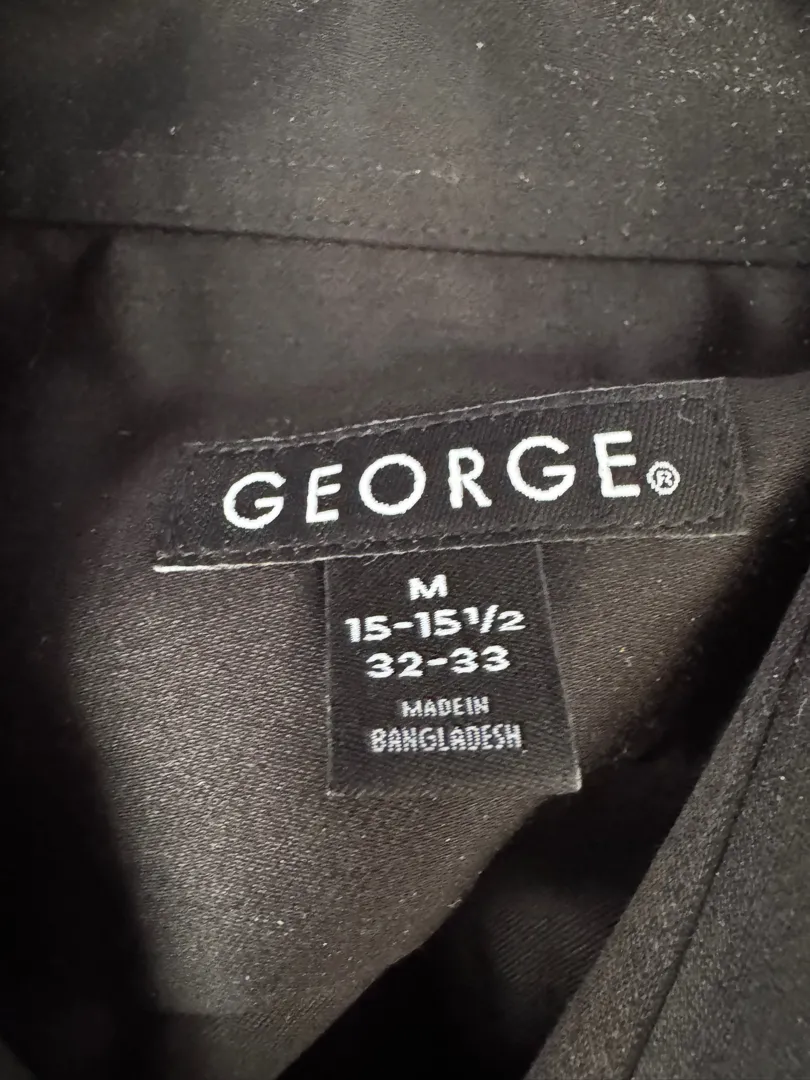 GEORGE®
M
15-15½
32-33
MADE IN
BANGLADESH